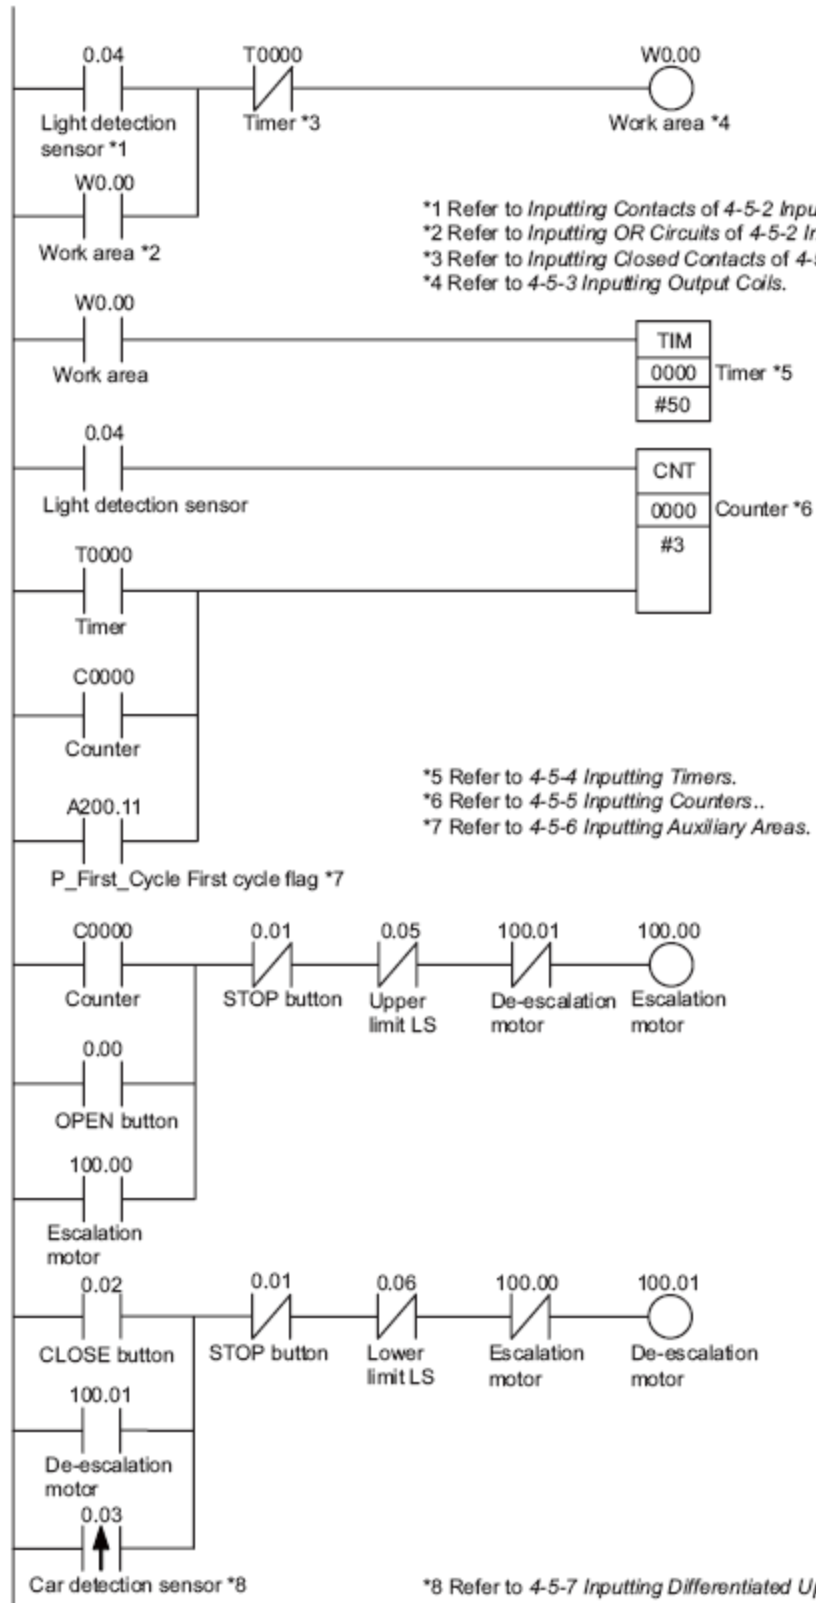 0.04 T0000 W0.00
Light detection Timer *3 Work area *4
sensor *1
W0.00
*1 Refer to Inputting Contacts of 4-5-2
Work area *2 *2 Refer to Inputting OR Circuits of 4-5-2
*3 Refer to Inputting Closed Contacts of
*4 Refer to 4-5-3 Inputting Output Coils.
W0.00
TIM
Work area 0000 Timer *5
#50
0.04
CNT
Light detection sensor 0000 Counter *6
#3
T0000
Timer
C0000
Counter
*5 Refer to 4-5-4 Inputting Timers.
*6 Refer to 4-5-5 Inputting Counters..
A200.11 *7 Refer to 4-5-6 Inputting Auxiliary Areas.
P_First_Cycle First cycle flag *7
C0000 0.01 0.05 100.01 100.00
Counter STOP button Upper De-escalation Escalation
limit LS motor motor
0.00
OPEN button
100.00
Escalation
motor
0.02 0.01 0.06 100.00 100.01
CLOSE button STOP button Lower Escalation De-escalation
limit LS motor motor
100.01
De-escalation
motor
0.03
Car detection sensor *8 *8 Refer to 4-5-7 Inputting Differentiated